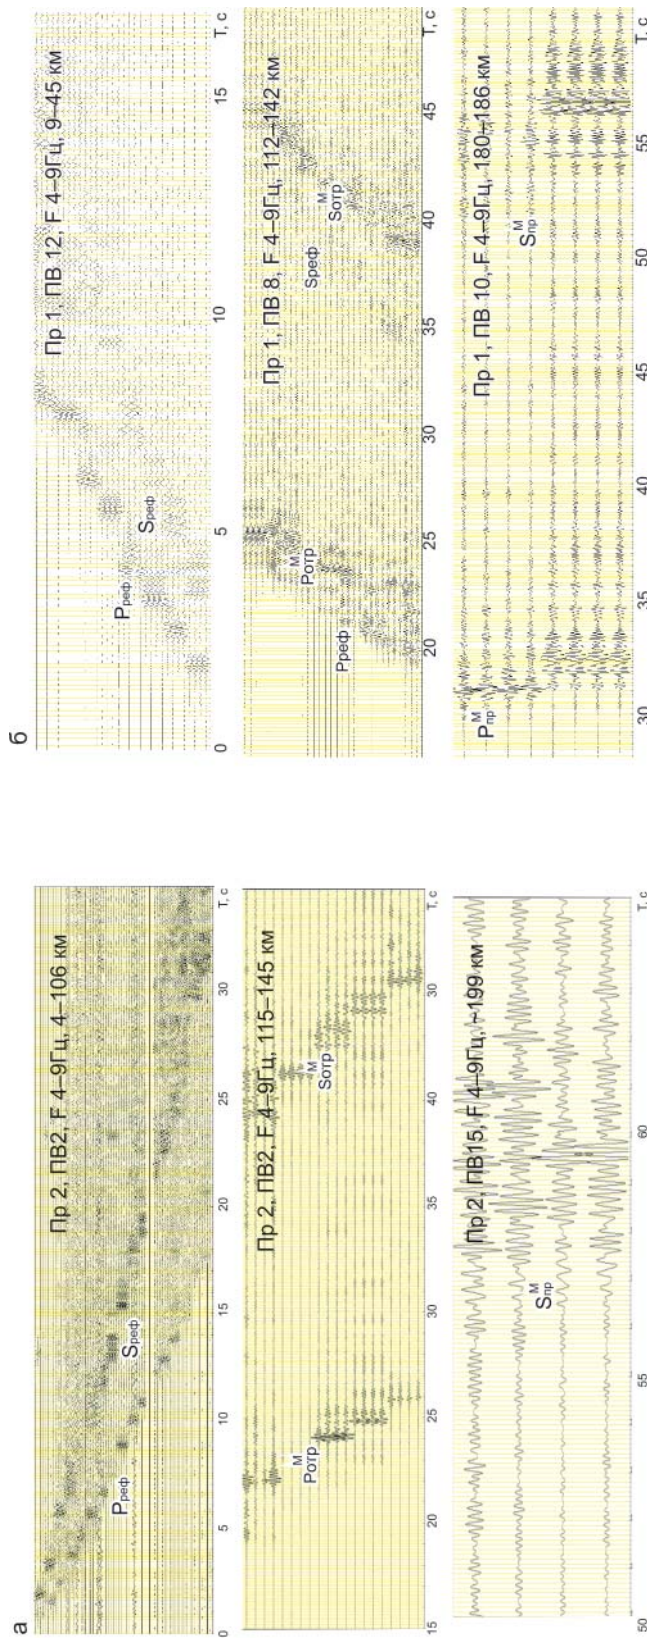 а
Пр 2, ПВ2, F 4–9Гц, 4–106 км
Pреф
Sреф
0 5 10 15 20 25 30 T, с
Пр 2, ПВ2, F 4–9Гц, 115–145 км
Pотр M
Sотр M
15 20 25 30 35 40 30 T, с
Пр 2, ПВ15, F 4–9Гц, ~199 км
Sпр M
50 55 60 T, с
б
Пр 1, ПВ 12, F 4–9Гц, 9–45 км
Pреф
Sреф
0 5 10 15 T, с
Пр 1, ПВ 8, F 4–9Гц, 112–142 км
Pреф
Pотр M
Sреф
Sотр M
20 25 30 35 40 45 T, с
Пр 1, ПВ 10, F 4–9Гц, 180–186 км
Pпр M
Sпр M
30 35 40 45 50 55 T, с